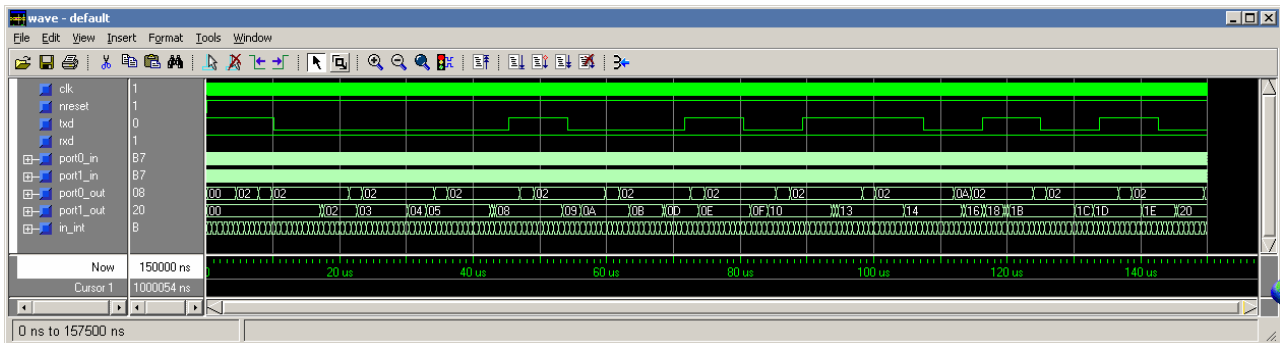 wave - default
File Edit View Insert Format Tools Window
clk 1
nreset 1
txd 0
rxd 1
port0_in B7
port1_in B7
port0_out 08 00 02 02 02 02 02 02 02 02 02 0A 02 02 02
port1_out 20 00 02 03 04 05 08 09 0A 0B 0D 0E 0F 10 13 14 16 18 1B 1C 1D 1E 20
in_int B
Now 150000 ns 20 us 40 us 60 us 80 us 100 us 120 us 140 us
Cursor 1 1000054 ns
0 ns to 157500 ns